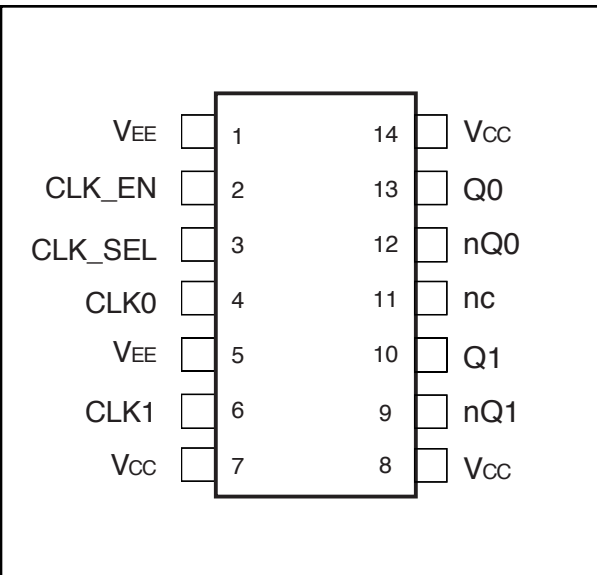 VEE 1 14 VCC
CLK_EN 2 13 Q0
CLK_SEL 3 12 nQ0
CLK0 4 11 nc
VEE 5 10 Q1
CLK1 6 9 nQ1
VCC 7 8 VCC